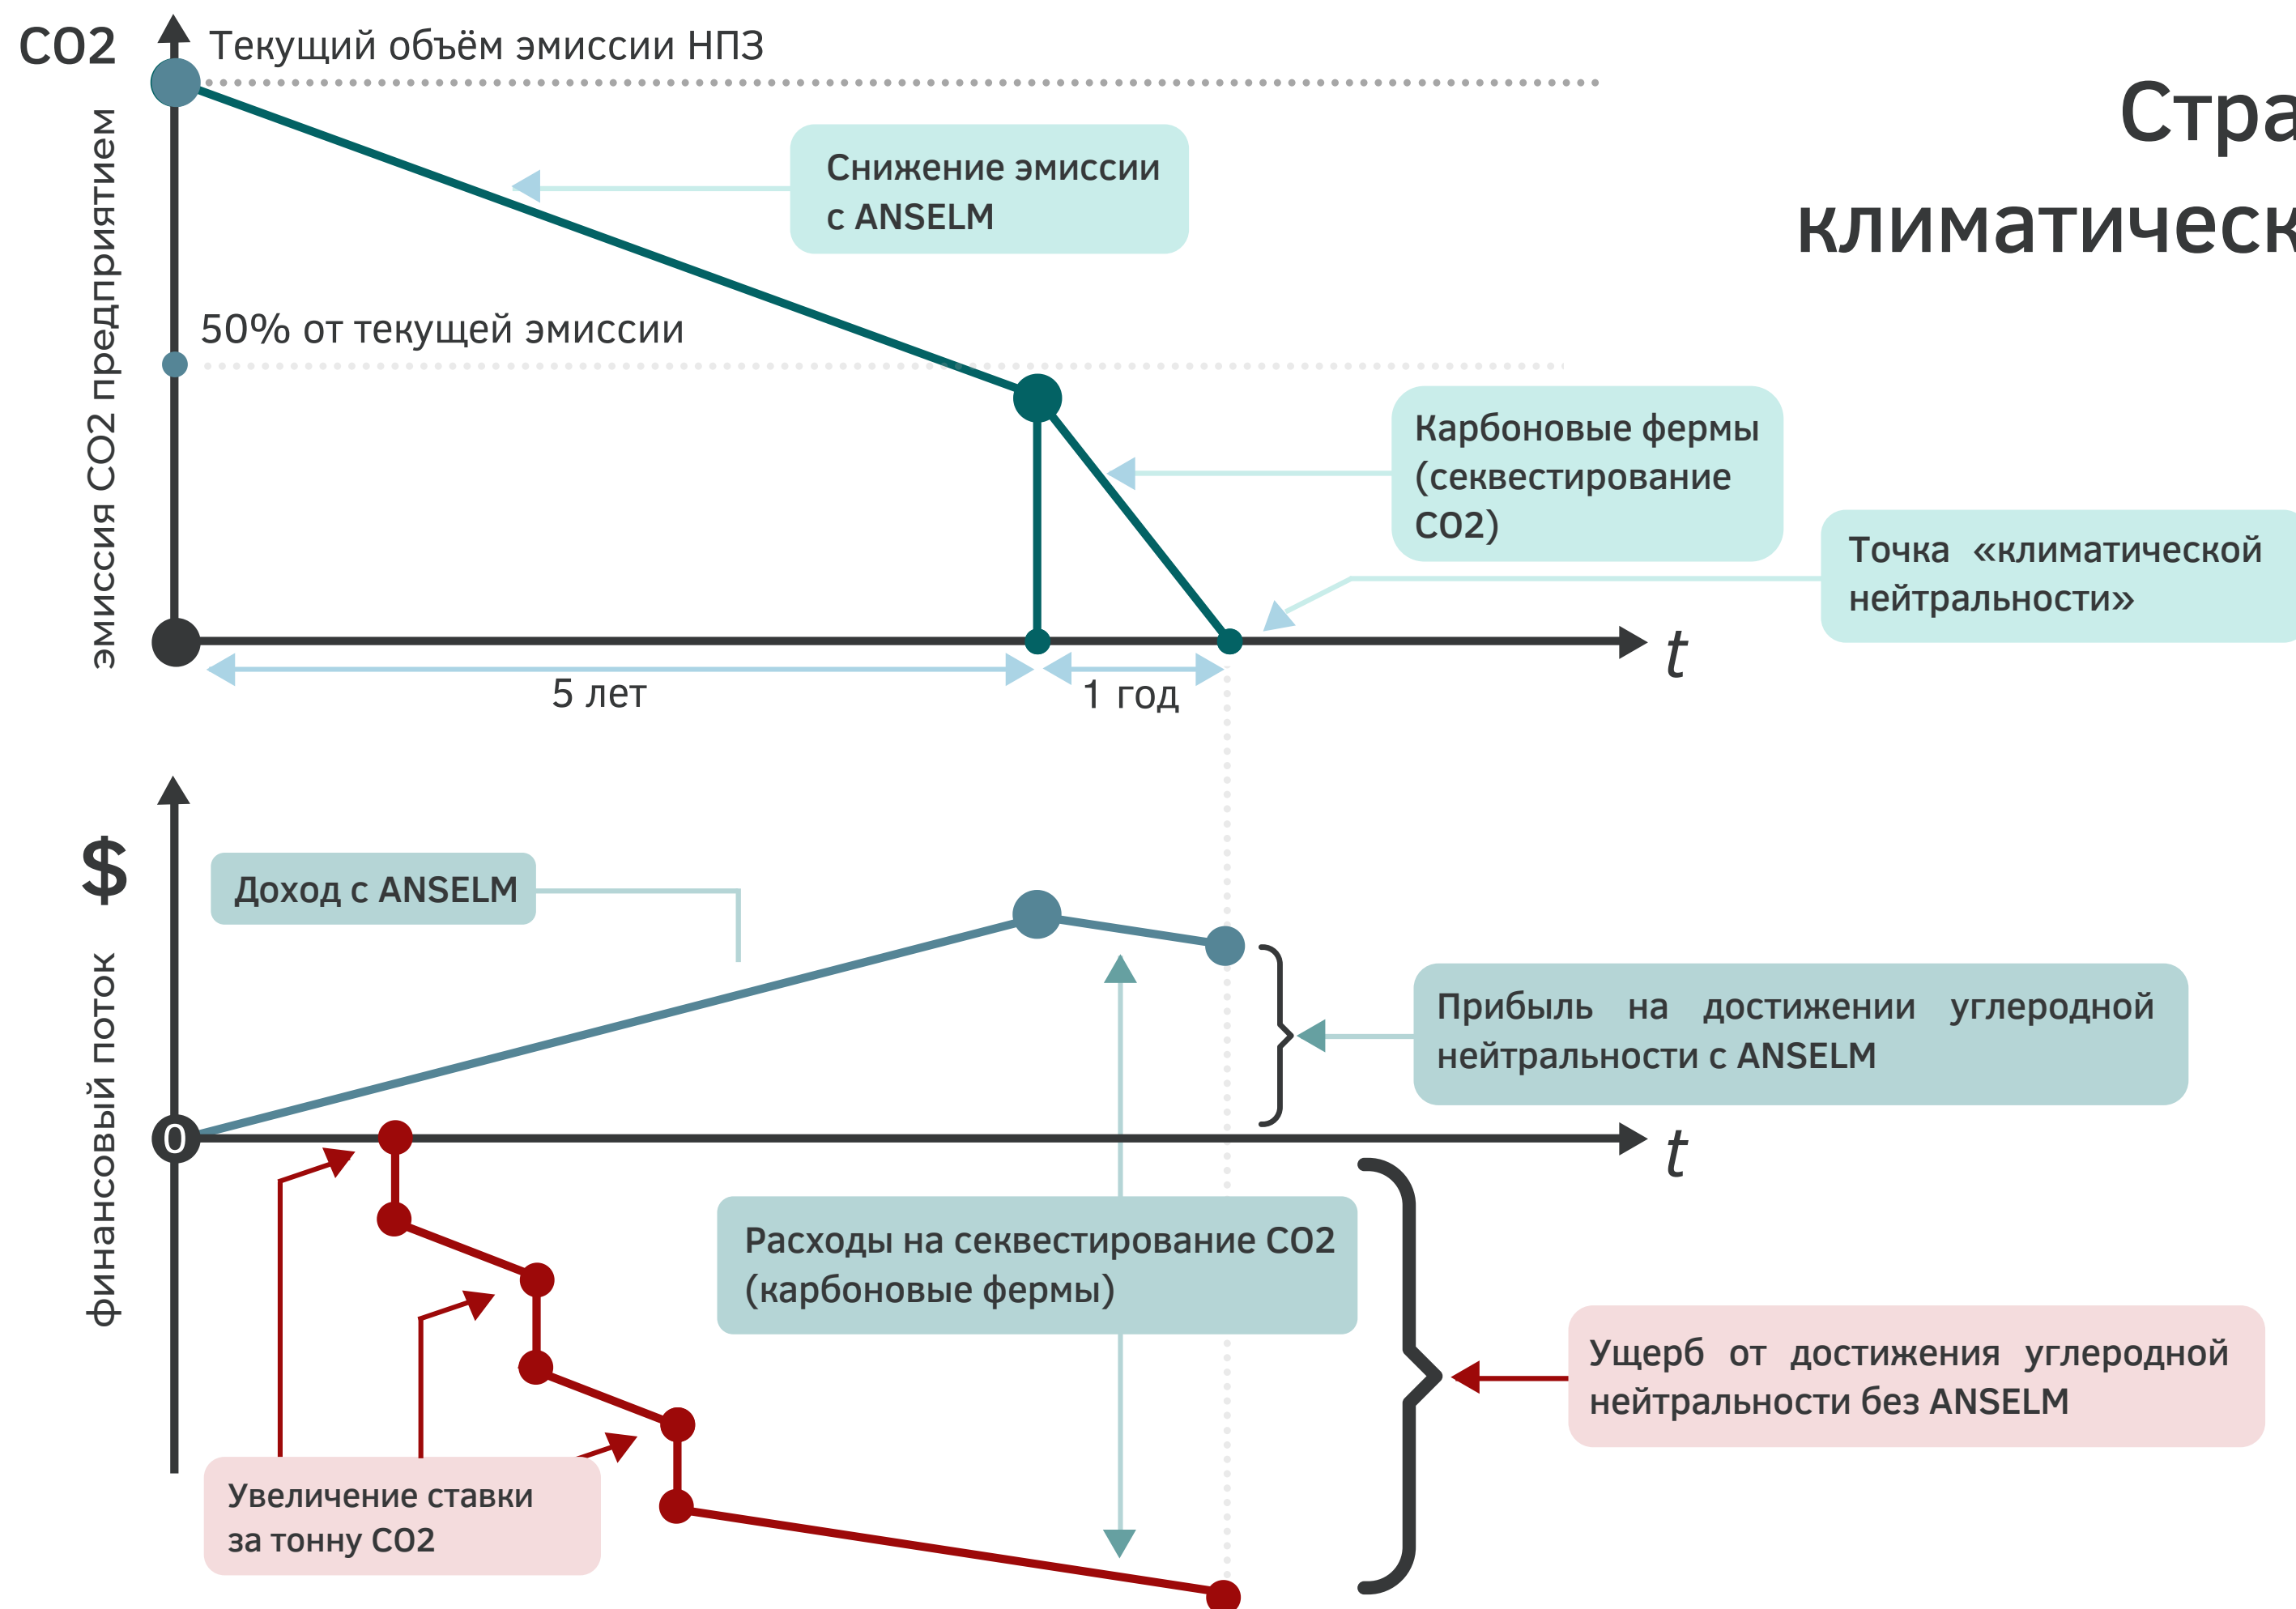 CO2
Текущий объём эмиссии НПЗ
эмиссия CO2 предприятием
Снижение эмиссии
с ANSELM
50% от текущей эмиссии
Карбоновые фермы
(секвестирование
CO2)
Точка «климатической
нейтральности»
t
5 лет
1 год
$
финансовый поток
Доход с ANSELM
Прибыль на достижении углеродной
нейтральности с ANSELM
0
t
Расходы на секвестирование CO2
(карбоновые фермы)
Ущерб от достижения углеродной
нейтральности без ANSELM
Увеличение ставки
за тонну CO2